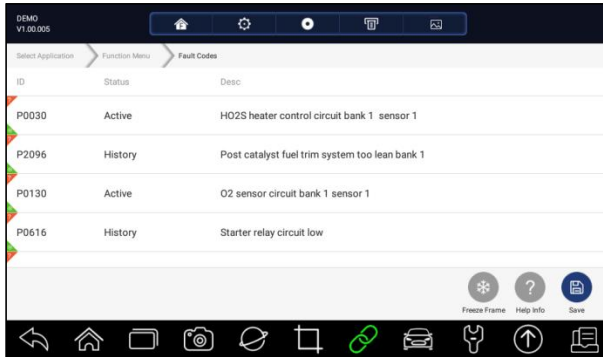 DEMO
V1.00.005
Select Application Function Menu Fault Codes
ID Status Desc
P0030 Active HO2S heater control circuit bank 1 sensor 1
P2096 History Post catalyst fuel trim system too lean bank 1
P0130 Active O2 sensor circuit bank 1 sensor 1
P0616 History Starter relay circuit low
Freeze Frame Help Info Save